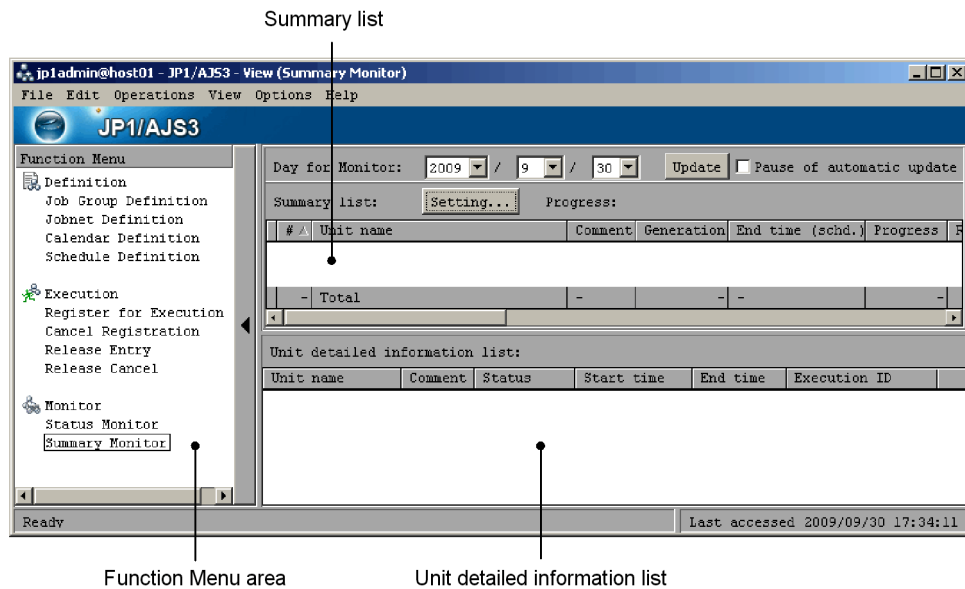 Summary list
jp1admin@host01 - JP1/AJS3 - View (Summary Monitor)
File Edit Operations View Options Help
JP1/AJS3
Function Menu
Definition
Job Group Definition
Jobnet Definition
Calendar Definition
Schedule Definition
Execution
Register for Execution
Cancel Registration
Release Entry
Release Cancel
Monitor
Status Monitor
Summary Monitor
Day for Monitor: 2009 / 9 / 30 Update Pause of automatic update
Summary list: Setting... Progress:
# Unit name Comment Generation End time (schd.) Progress
- Total - - - -
Unit detailed information list:
Unit name Comment Status Start time End time Execution ID
Ready Last accessed 2009/09/30 17:34:11
Function Menu area Unit detailed information list